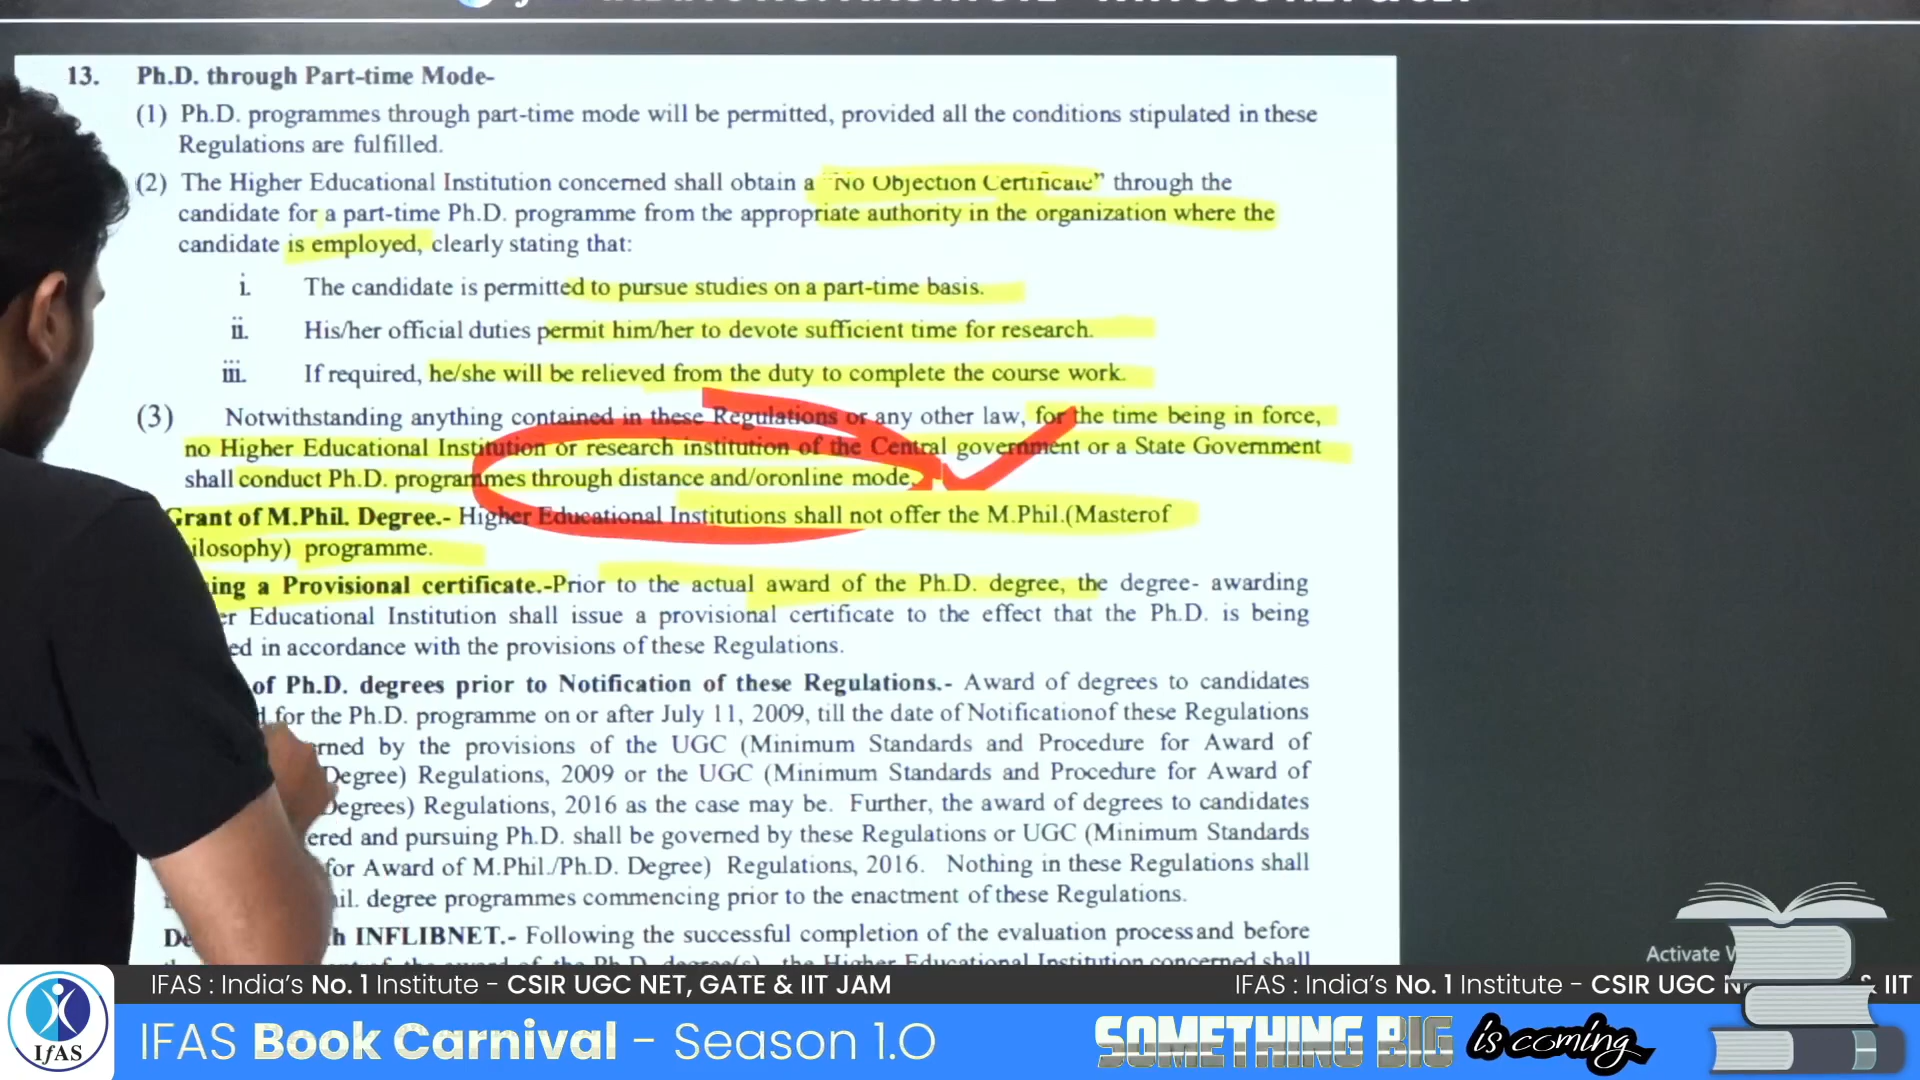 13. Ph.D. through Part-time Mode-
(1) Ph.D. programmes through part-time mode will be permitted, provided all the conditions stipulated in these
Regulations are fulfilled.
(2) The Higher Educational Institution concerned shall obtain a "No Objection Certificate" through the
candidate for a part-time Ph.D. programme from the appropriate authority in the organization where the
candidate is employed, clearly stating that:
i. The candidate is permitted to pursue studies on a part-time basis.
ii. His/her official duties permit him/her to devote sufficient time for research.
iii. If required, he/she will be relieved from the duty to complete the course work.
(3) Notwithstanding anything contained in these Regulations or any other law, for the time being in force,
no Higher Educational Institution or research institution of the Central government or a State Government
shall conduct Ph.D. programmes through distance and/oronline mode.
Grant of M.Phil. Degree.- Higher Educational Institutions shall not offer the M.Phil.(Masterof
ilosophy) programme.
ing a Provisional certificate.-Prior to the actual award of the Ph.D. degree, the degree- awarding
er Educational Institution shall issue a provisional certificate to the effect that the Ph.D. is being
ed in accordance with the provisions of these Regulations.
of Ph.D. degrees prior to Notification of these Regulations.- Award of degrees to candidates
d for the Ph.D. programme on or after July 11, 2009, till the date of Notificationof these Regulations
rned by the provisions of the UGC (Minimum Standards and Procedure for Award of
Degree) Regulations, 2009 or the UGC (Minimum Standards and Procedure for Award of
Degrees) Regulations, 2016 as the case may be. Further, the award of degrees to candidates
ered and pursuing Ph.D. shall be governed by these Regulations or UGC (Minimum Standards
for Award of M.Phil./Ph.D. Degree) Regulations, 2016. Nothing in these Regulations shall
il. degree programmes commencing prior to the enactment of these Regulations.
De h INFLIBNET.- Following the successful completion of the evaluation processand before
the Higher Educational Institution concerned shall
Activate W
IFAS : India's No. 1 Institute - CSIR UGC NET, GATE & IIT JAM
IFAS : India's No. 1 Institute - CSIR UGC N & IIT
IfAS
IFAS Book Carnival - Season 1.0
SOMETHING BIG is coming